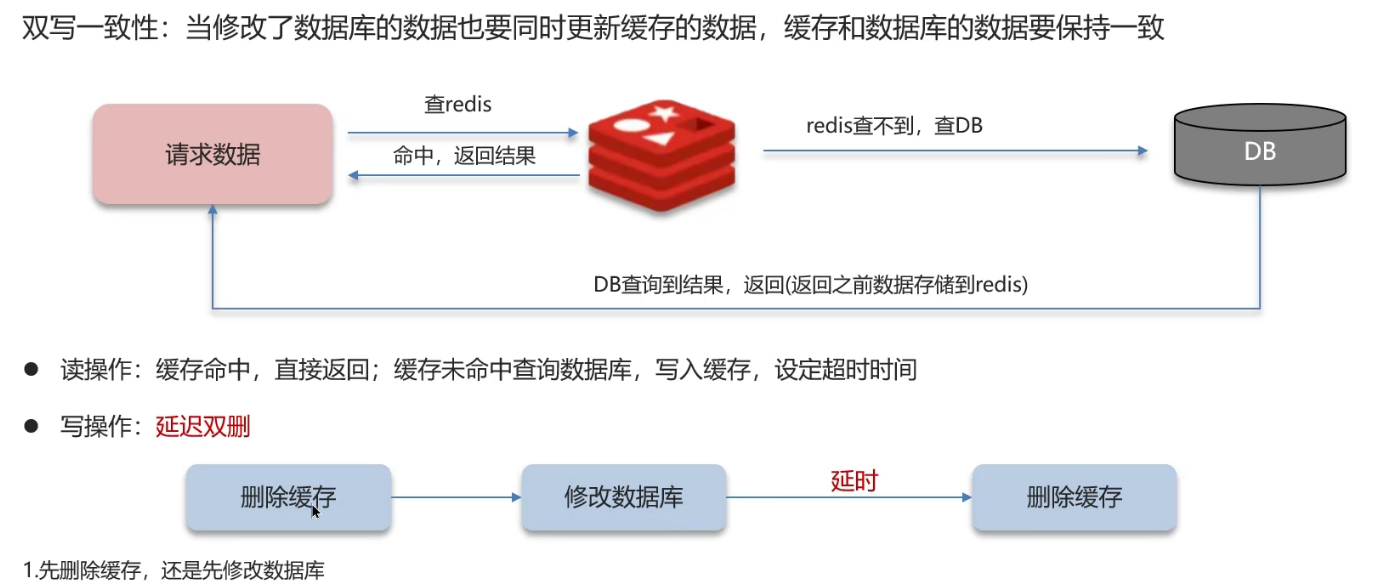 双写一致性：当修改了数据库的数据也要同时更新缓存的数据，缓存和数据库的数据要保持一致
查redis
redis查不到，查DB
请求数据
命中，返回结果
DB
DB查询到结果，返回(返回之前数据存储到redis)
● 读操作：缓存命中，直接返回；缓存未命中查询数据库，写入缓存，设定超时时间
● 写操作：延迟双删
删除缓存
修改数据库
延时
删除缓存
1.先删除缓存，还是先修改数据库